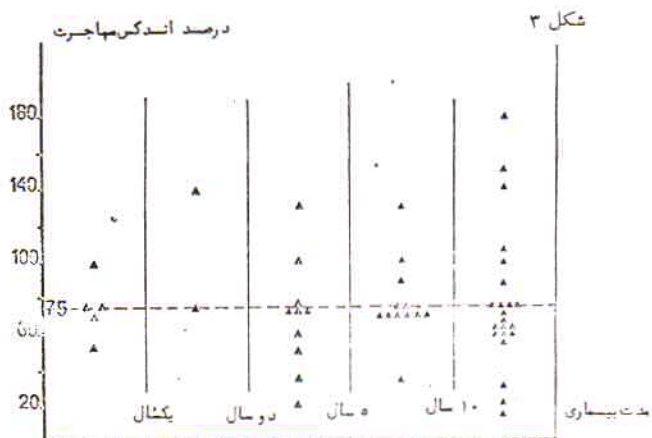 شکل ۳
درصد اندکس مهاجرت
180
140
100
75
60
20
یکسال
دو سال
۵ سال
۱۰ سال
مدت بیماری